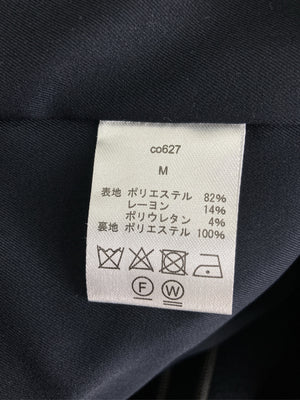 co627
M
表地 ポリエステル 82%
レーヨン 14%
ポリウレタン 4%
裏地 ポリエステル 100%
F W